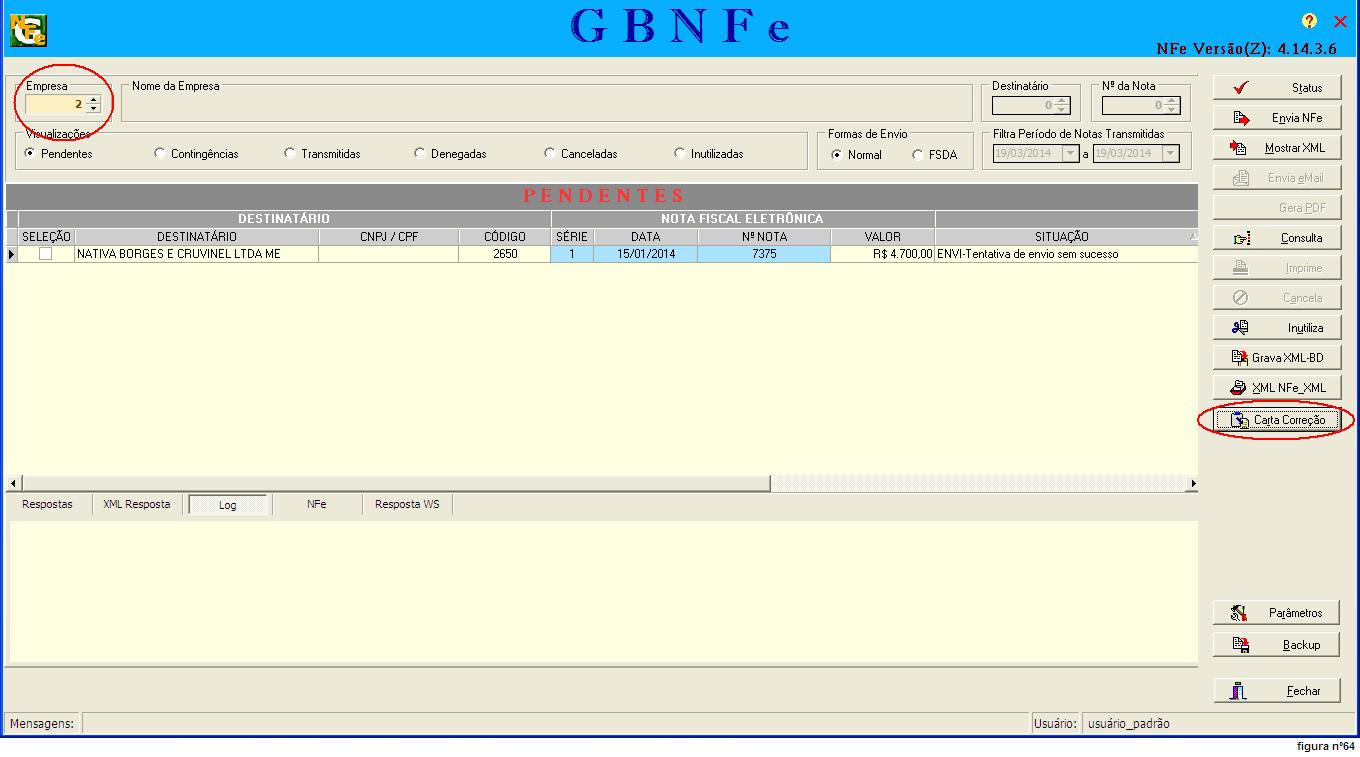 GBNFe
NFe Versão(Z): 4.14.3.6
Empresa
2
Nome da Empresa
Destinatário
0
Nº da Nota
0
Visualizações
Pendentes
Contingências
Transmitidas
Denegadas
Canceladas
Inutilizadas
Formas de Envio
Normal
FSDA
Filtra Período de Notas Transmitidas
19/03/2014 a 19/03/2014
PENDENTES
DESTINATÁRIO NOTA FISCAL ELETRÔNICA
SELEÇÃO DESTINATÁRIO CNPJ / CPF CÓDIGO SÉRIE DATA Nº NOTA VALOR SITUAÇÃO
NATIVA BORGES E CRUVINEL LTDA ME 2650 1 15/01/2014 7375 R$ 4.700,00 ENVI-Tentativa de envio sem sucesso
Respostas XML Resposta Log NFe Resposta WS
Status
Envia NFe
Mostrar XML
Envia eMail
Gera PDF
Consulta
Imprime
Cancela
Inutiliza
Grava XML-BD
XML NFe_XML
Carta Correção
Parâmetros
Backup
Fechar
Mensagens:
Usuário: usuário_padrão
figura nº64